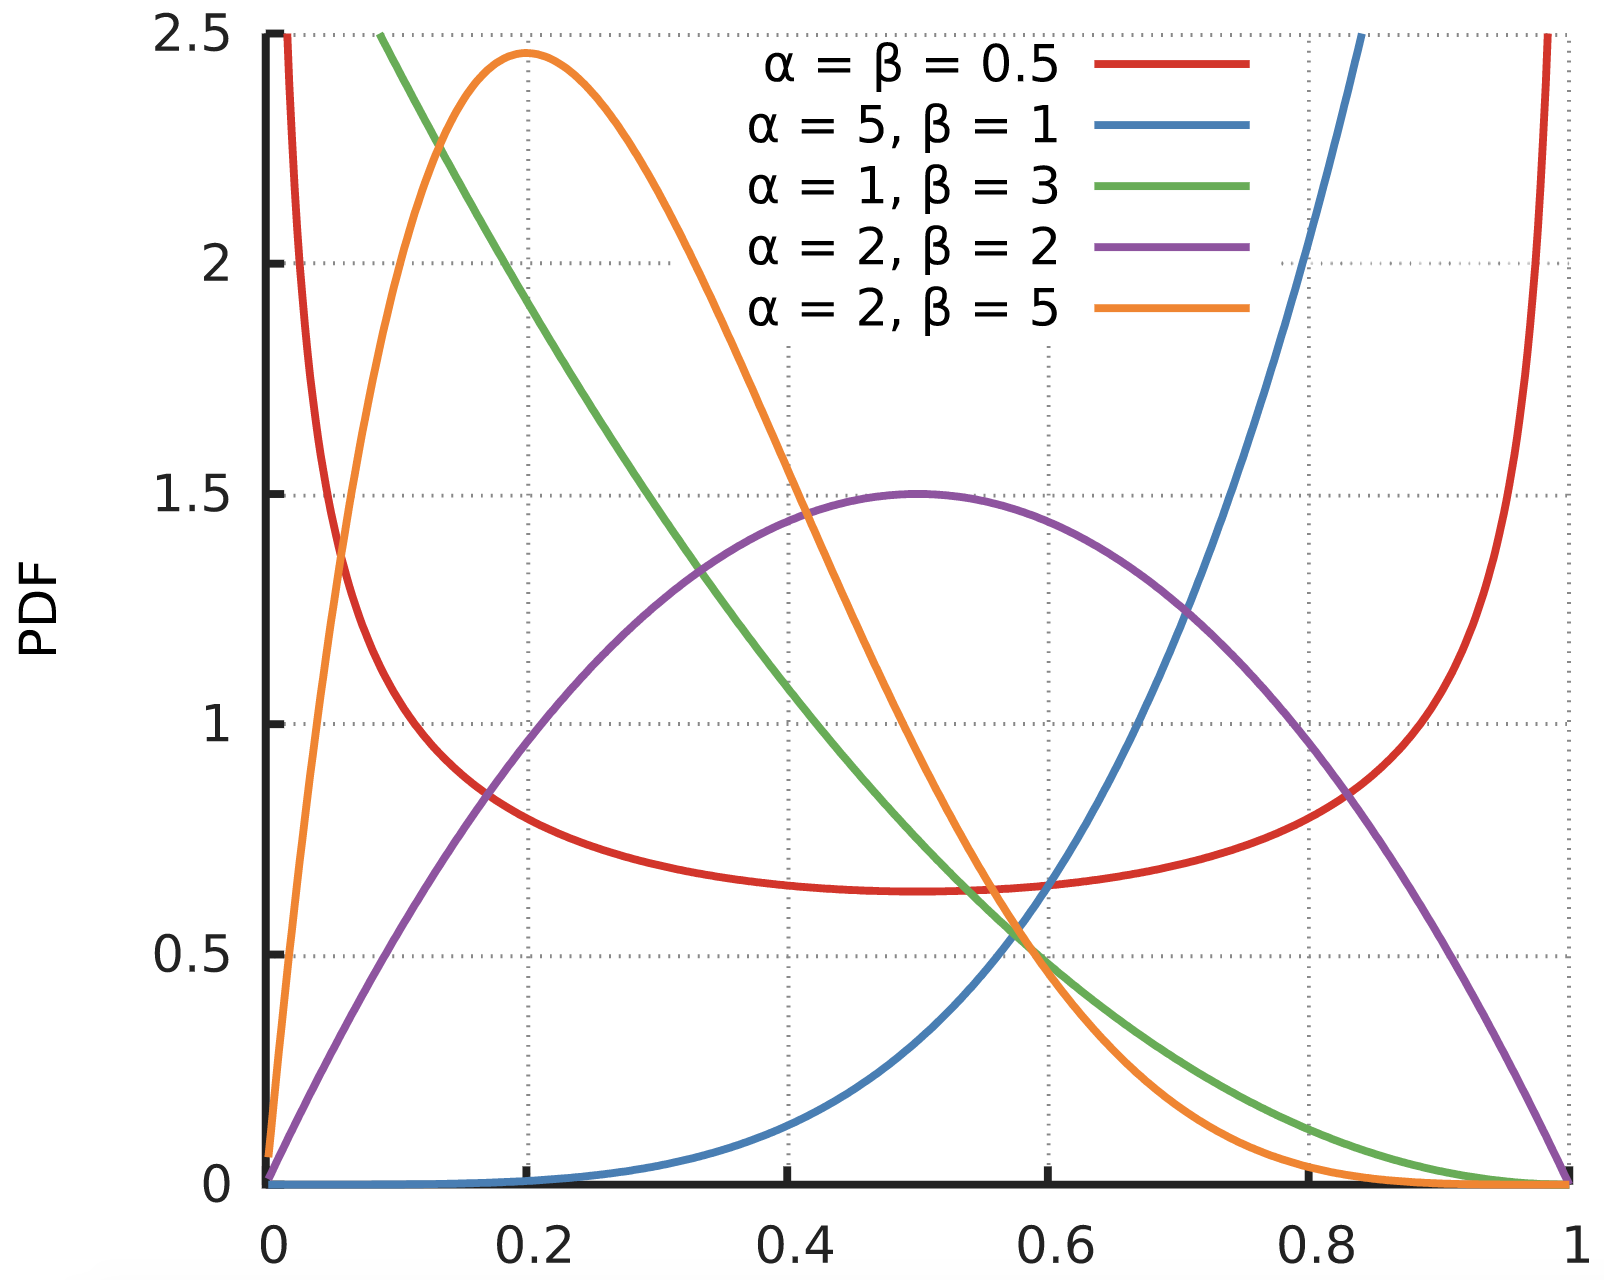 2.5
α = β = 0.5
α = 5, β = 1
α = 1, β = 3
2
α = 2, β = 2
α = 2, β = 5
1.5
PDF
1
0.5
0
0 0.2 0.4 0.6 0.8 1